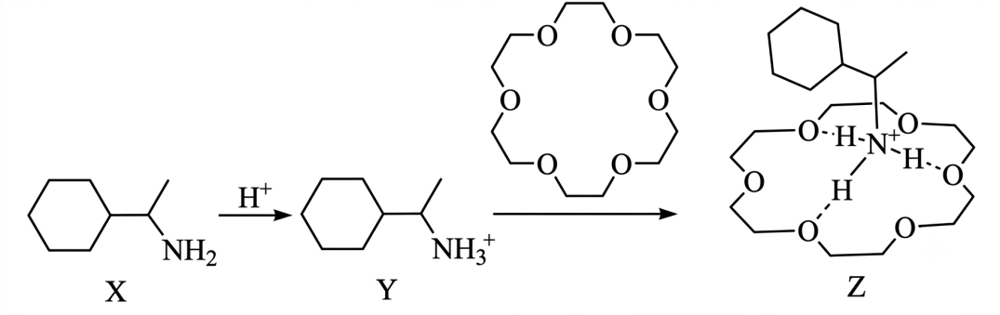 O O
O O
O O
H⁺
NH₂
NH₃⁺
X
Y
O H N⁺ O
H O
O H
O O
Z